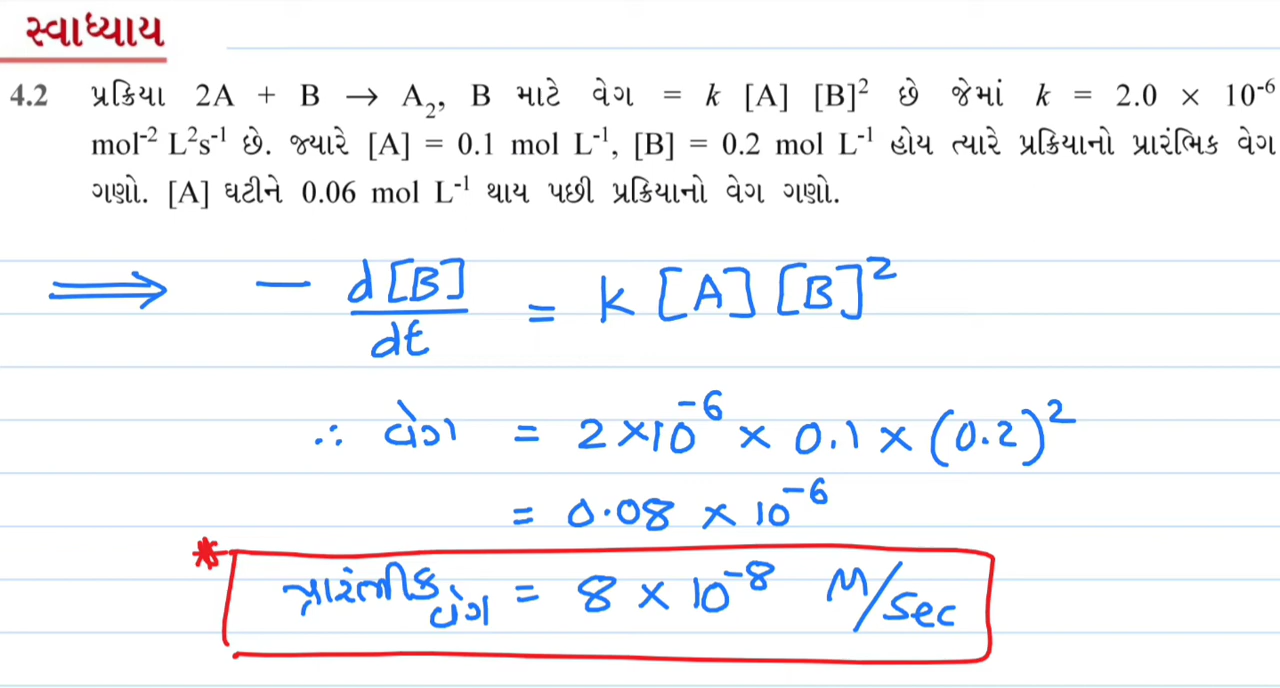 સ્વાધ્યાય
4.2 પ્રક્રિયા 2A + B → A₂, B માટે વેગ = k [A] [B]² છે જેમાં k = 2.0 × 10⁻⁶
mol⁻² L²s⁻¹ છે. જ્યારે [A] = 0.1 mol L⁻¹, [B] = 0.2 mol L⁻¹ હોય ત્યારે પ્રક્રિયાનો પ્રારંભિક વેગ
ગણો. [A] ઘટીને 0.06 mol L⁻¹ થાય પછી પ્રક્રિયાનો વેગ ગણો.
⟹ − d[B]/dt = k [A] [B]²
∴ વેગ = 2×10⁻⁶ × 0.1 × (0.2)²
= 0.08 × 10⁻⁶
* પ્રારંભીક વેગ = 8 × 10⁻⁸ M/sec